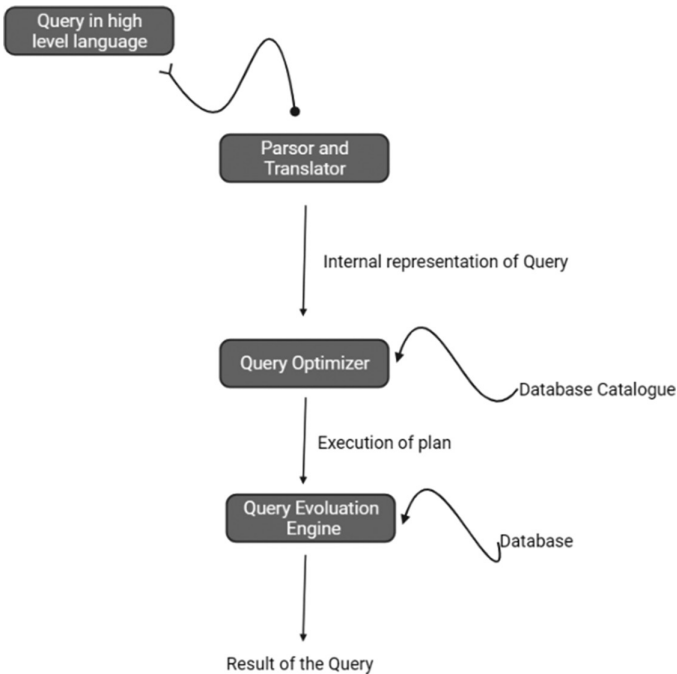 Query in high
level language
Parsor and
Translator
Internal representation of Query
Query Optimizer
Database Catalogue
Execution of plan
Query Evoluation
Engine
Database
Result of the Query